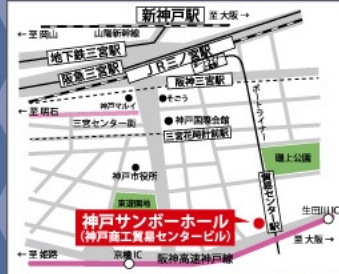 新神戸駅
至大阪→
←至岡山
山陽新幹線
地下鉄三宮駅
JR三ノ宮駅
阪急三宮駅
阪神三宮駅
神戸マルイ
そごう
ポートライナー
←至明石
三宮センター街
神戸国際会館
三宮花時計前駅
磯上公園
神戸市役所
貿易センター駅
東遊園地
神戸サンボーホール
(神戸商工貿易センタービル)
生田川IC
至大阪→
←至姫路
京橋IC
阪神高速神戸線